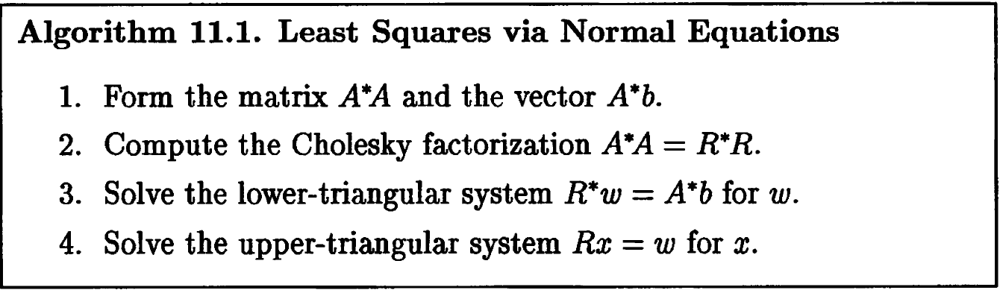 Algorithm 11.1. Least Squares via Normal Equations
1. Form the matrix A*A and the vector A*b.
2. Compute the Cholesky factorization A*A = R*R.
3. Solve the lower-triangular system R*w = A*b for w.
4. Solve the upper-triangular system Rx = w for x.